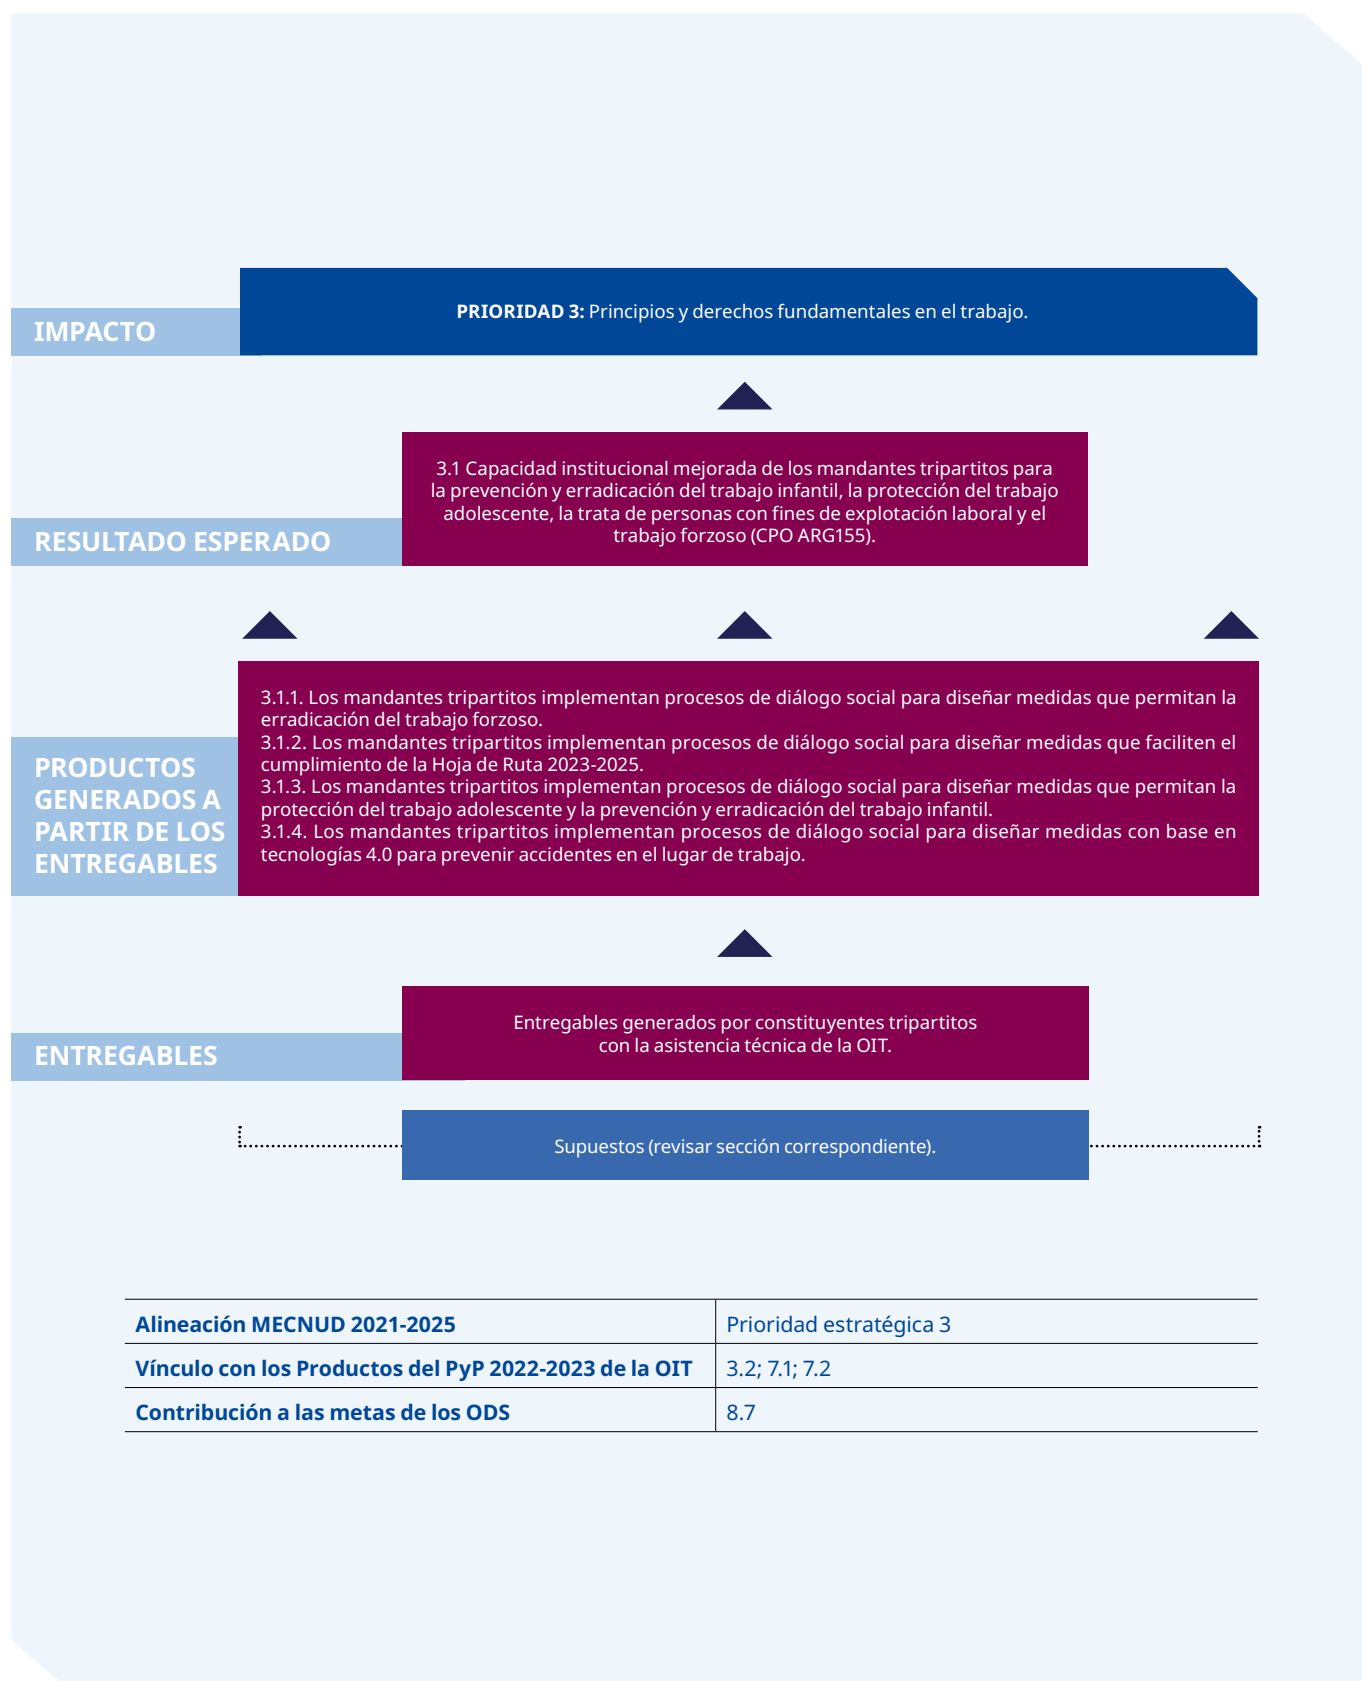 IMPACTO
PRIORIDAD 3: Principios y derechos fundamentales en el trabajo.
RESULTADO ESPERADO
3.1 Capacidad institucional mejorada de los mandantes tripartitos para
la prevención y erradicación del trabajo infantil, la protección del trabajo
adolescente, la trata de personas con fines de explotación laboral y el
trabajo forzoso (CPO ARG155).
PRODUCTOS
GENERADOS A
PARTIR DE LOS
ENTREGABLES
3.1.1. Los mandantes tripartitos implementan procesos de diálogo social para diseñar medidas que permitan la
erradicación del trabajo forzoso.
3.1.2. Los mandantes tripartitos implementan procesos de diálogo social para diseñar medidas que faciliten el
cumplimiento de la Hoja de Ruta 2023-2025.
3.1.3. Los mandantes tripartitos implementan procesos de diálogo social para diseñar medidas que permitan la
protección del trabajo adolescente y la prevención y erradicación del trabajo infantil.
3.1.4. Los mandantes tripartitos implementan procesos de diálogo social para diseñar medidas con base en
tecnologías 4.0 para prevenir accidentes en el lugar de trabajo.
ENTREGABLES
Entregables generados por constituyentes tripartitos
con la asistencia técnica de la OIT.
Supuestos (revisar sección correspondiente).
Alineación MECNUD 2021-2025 Prioridad estratégica 3
Vínculo con los Productos del PyP 2022-2023 de la OIT 3.2; 7.1; 7.2
Contribución a las metas de los ODS 8.7